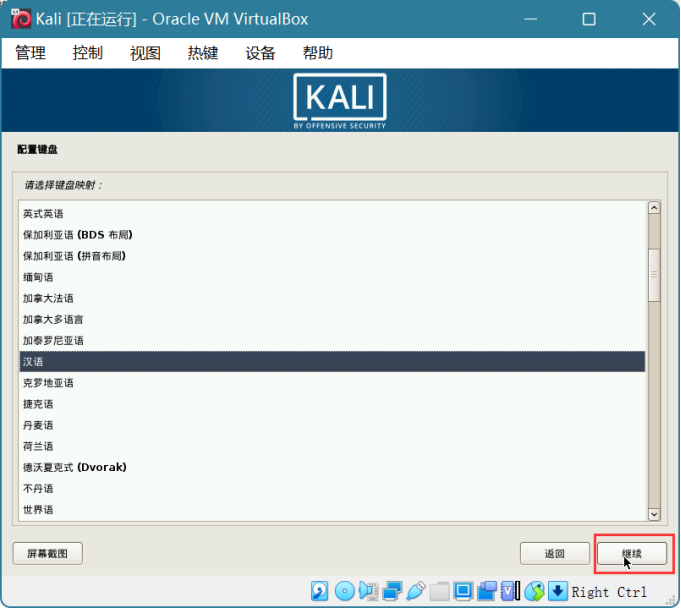 Kali [正在运行] - Oracle VM VirtualBox
管理 控制 视图 热键 设备 帮助
KALI
BY OFFENSIVE SECURITY
配置键盘
请选择键盘映射：
英式英语
保加利亚语 (BDS 布局)
保加利亚语 (拼音布局)
缅甸语
加拿大法语
加拿大多语言
加泰罗尼亚语
汉语
克罗地亚语
捷克语
丹麦语
荷兰语
德沃夏克式 (Dvorak)
不丹语
世界语
屏幕截图 返回 继续
Right Ctrl